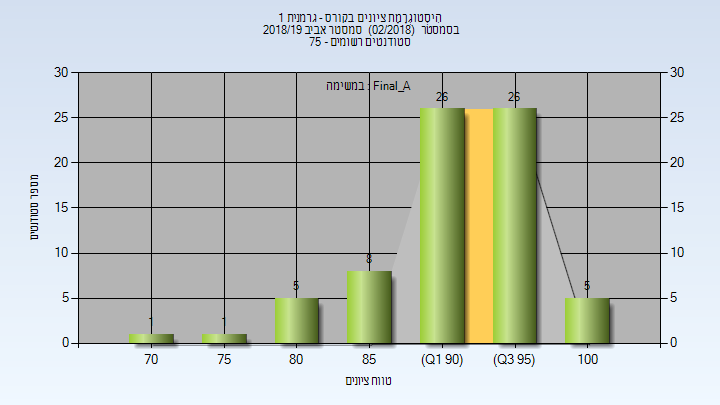 היסטוגרמת ציונים בקורס - גרמנית 1
בסמסטר (02/2018) סמסטר אביב 2018/19
סטודנטים רשומים - 75
במשימה : Final_A
30 30
25 25
20 20
15 15
10 10
5 5
0 0
1 1 5 8 26 26 5
70 75 80 85 (Q1 90) (Q3 95) 100
מספר סטודנטים
טווח ציונים